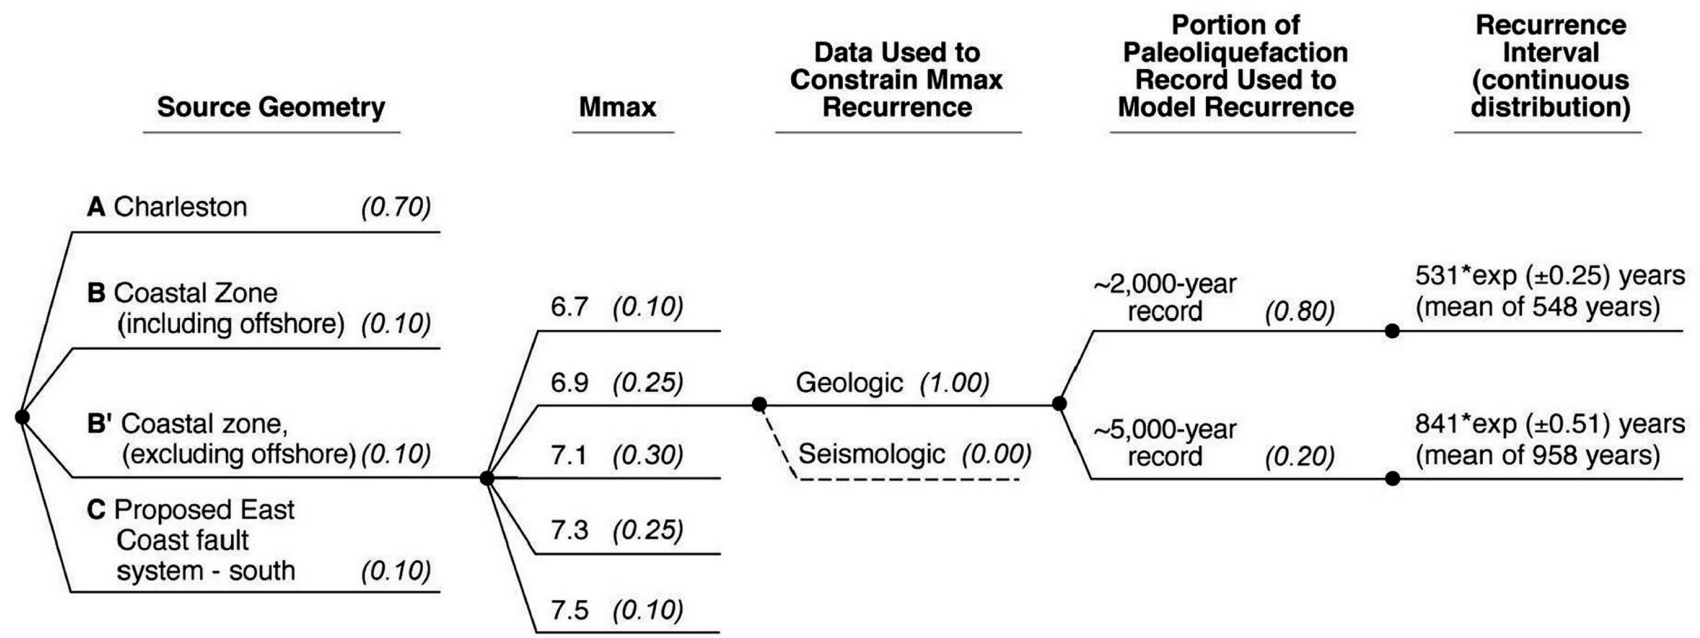 Source Geometry
Mmax
Data Used to
Constrain Mmax
Recurrence
Portion of
Paleoliquefaction
Record Used to
Model Recurrence
Recurrence
Interval
(continuous
distribution)
A Charleston (0.70)
B Coastal Zone
(including offshore) (0.10)
B' Coastal zone,
(excluding offshore) (0.10)
C Proposed East
Coast fault
system - south (0.10)
6.7 (0.10)
6.9 (0.25)
7.1 (0.30)
7.3 (0.25)
7.5 (0.10)
Geologic (1.00)
Seismologic (0.00)
~2,000-year
record (0.80)
~5,000-year
record (0.20)
531*exp (±0.25) years
(mean of 548 years)
841*exp (±0.51) years
(mean of 958 years)